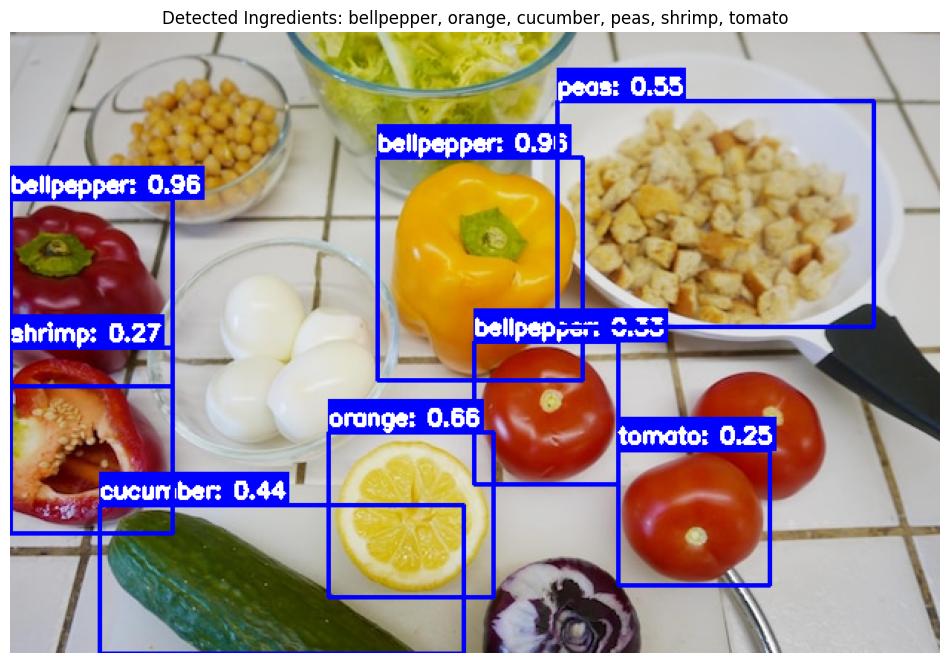 Detected Ingredients: bellpepper, orange, cucumber, peas, shrimp, tomato
peas: 0.55
bellpepper: 0.96
bellpepper: 0.96
bellpepper: 0.33
shrimp: 0.27
orange: 0.66
tomato: 0.25
cucumber: 0.44